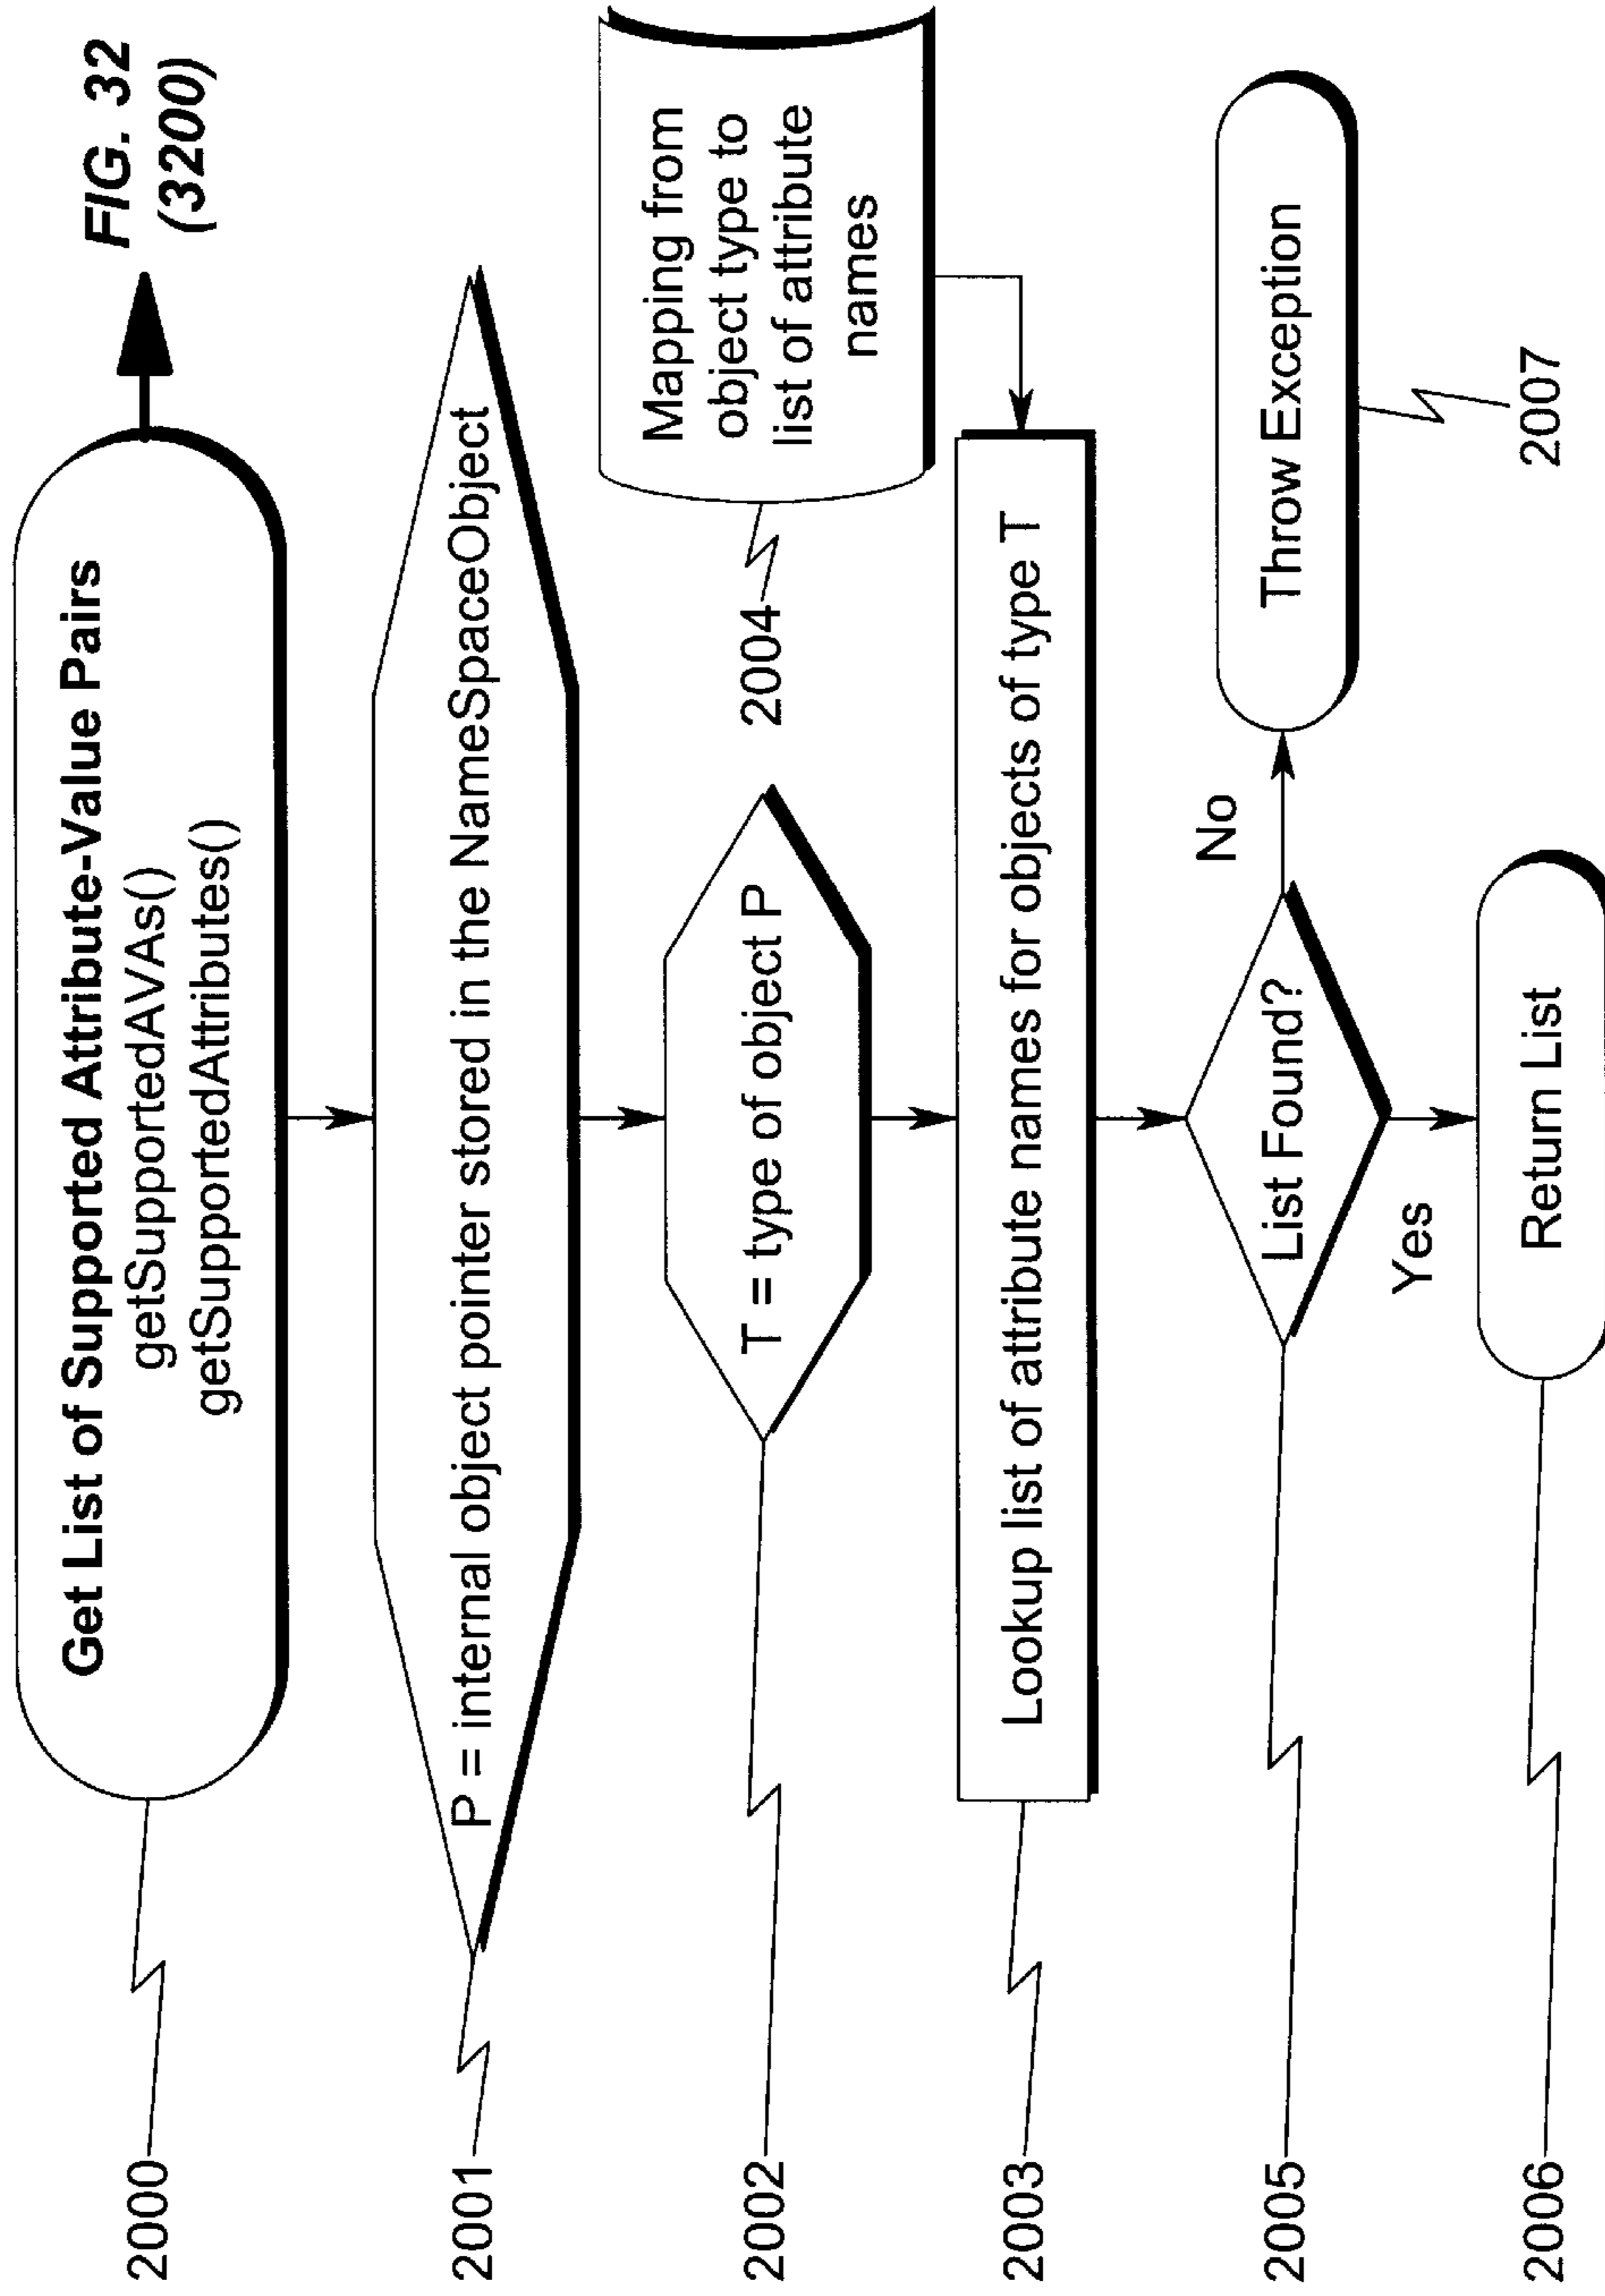 FIG. 32
(3200)
2000
Get List of Supported Attribute-Value Pairs
getSupportedAVAs()
getSupportedAttributes()
2001
P = internal object pointer stored in the NameSpaceObject
2002
T = type of object P
2004
Mapping from
object type to
list of attribute
names
2003
Lookup list of attribute names for objects of type T
2005
List Found?
No
Throw Exception
2007
Yes
2006
Return List